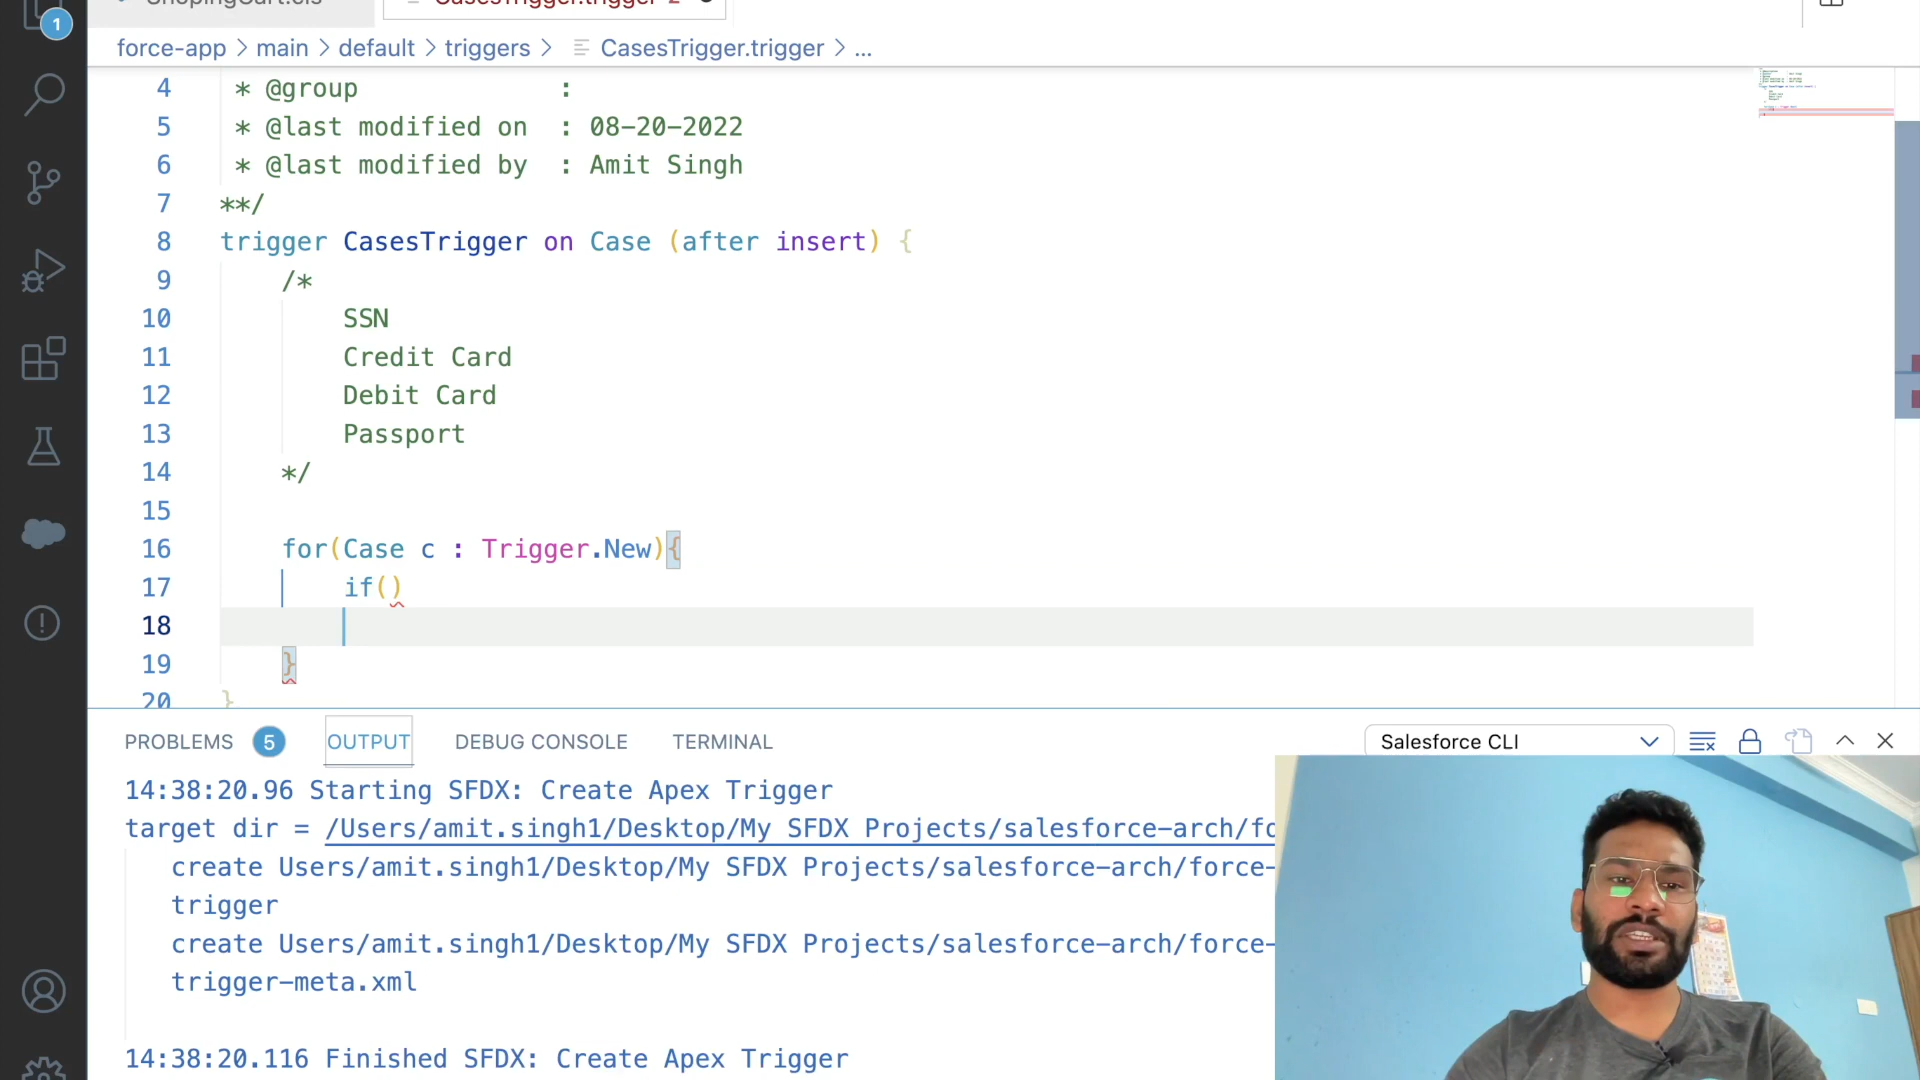 1
CasesTrigger.trigger 2
force-app > main > default > triggers > CasesTrigger.trigger > ...
4 * @group :
5 * @last modified on : 08-20-2022
6 * @last modified by : Amit Singh
7 **/
8 trigger CasesTrigger on Case (after insert) {
9 /*
10 SSN
11 Credit Card
12 Debit Card
13 Passport
14 */
15
16 for(Case c : Trigger.New){
17 if()
18
19 }
20 }
PROBLEMS 5 OUTPUT DEBUG CONSOLE TERMINAL Salesforce CLI
14:38:20.96 Starting SFDX: Create Apex Trigger
target dir = /Users/amit.singh1/Desktop/My SFDX Projects/salesforce-arch/fo
create Users/amit.singh1/Desktop/My SFDX Projects/salesforce-arch/force-
trigger
create Users/amit.singh1/Desktop/My SFDX Projects/salesforce-arch/force-
trigger-meta.xml
14:38:20.116 Finished SFDX: Create Apex Trigger